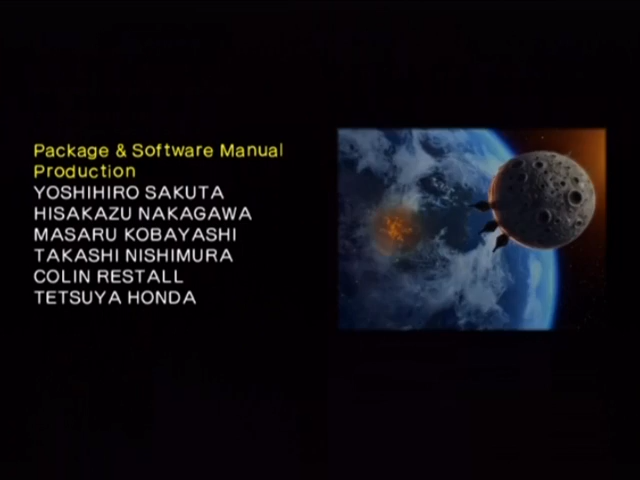 Package & Software Manual
Production
YOSHIHIRO SAKUTA
HISAKAZU NAKAGAWA
MASARU KOBAYASHI
TAKASHI NISHIMURA
COLIN RESTALL
TETSUYA HONDA